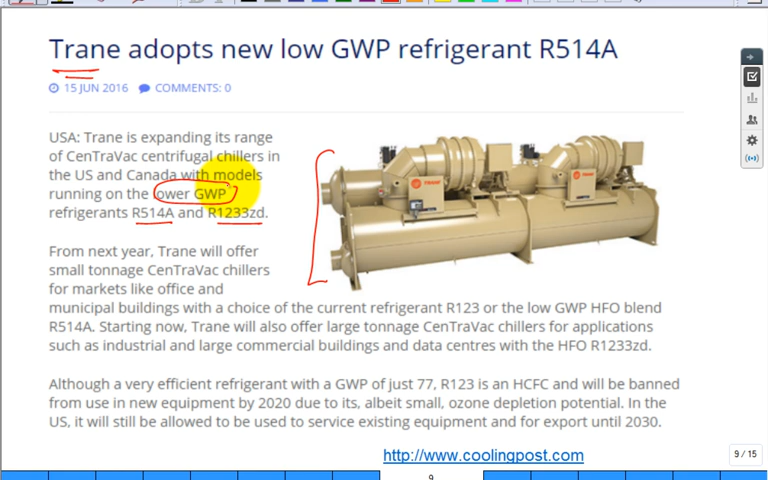 Trane adopts new low GWP refrigerant R514A
15 JUN 2016 COMMENTS: 0
USA: Trane is expanding its range
of CenTraVac centrifugal chillers in
the US and Canada with models
running on the lower GWP
refrigerants R514A and R1233zd.
TRANE
TRANE
From next year, Trane will offer
small tonnage CenTraVac chillers
for markets like office and
municipal buildings with a choice of the current refrigerant R123 or the low GWP HFO blend
R514A. Starting now, Trane will also offer large tonnage CenTraVac chillers for applications
such as industrial and large commercial buildings and data centres with the HFO R1233zd.
Although a very efficient refrigerant with a GWP of just 77, R123 is an HCFC and will be banned
from use in new equipment by 2020 due to its, albeit small, ozone depletion potential. In the
US, it will still be allowed to be used to service existing equipment and for export until 2030.
http://www.coolingpost.com
9 / 15
9